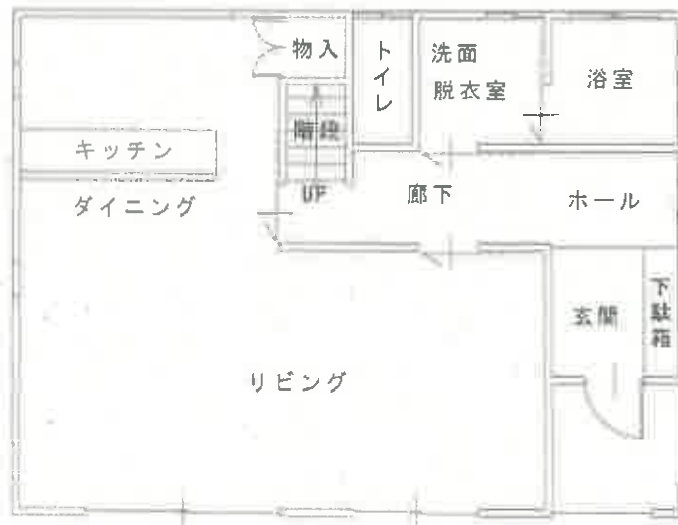 物入
トイレ
洗面
脱衣室
浴室
階段
UP
キッチン
ダイニング
廊下
ホール
玄関
下駄箱
リビング